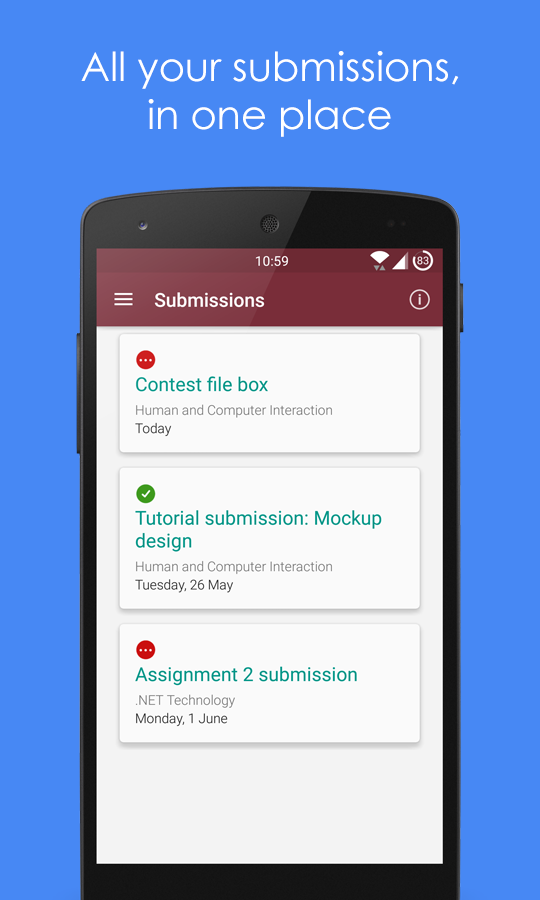 All your submissions,
in one place
10:59
83
Submissions
Contest file box
Human and Computer Interaction
Today
Tutorial submission: Mockup
design
Human and Computer Interaction
Tuesday, 26 May
Assignment 2 submission
.NET Technology
Monday, 1 June